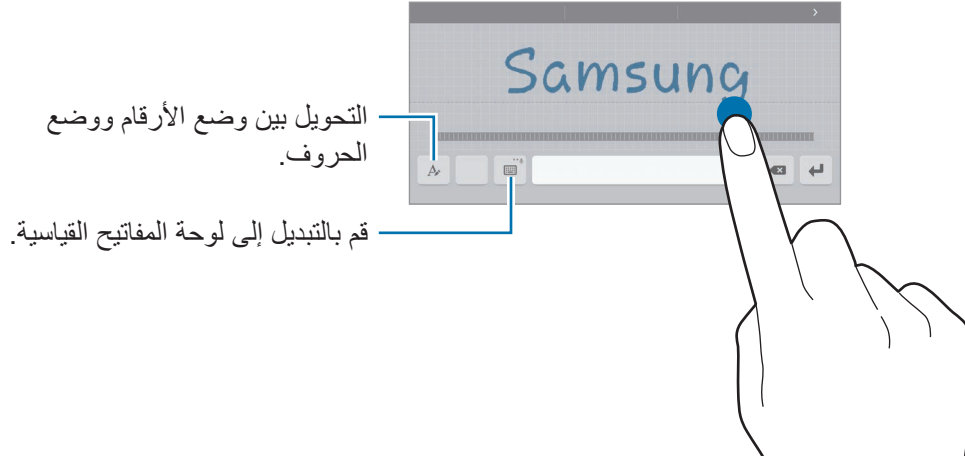 Samsung
التحويل بين وضع الأرقام ووضع
الحروف.
قم بالتبديل إلى لوحة المفاتيح القياسية.